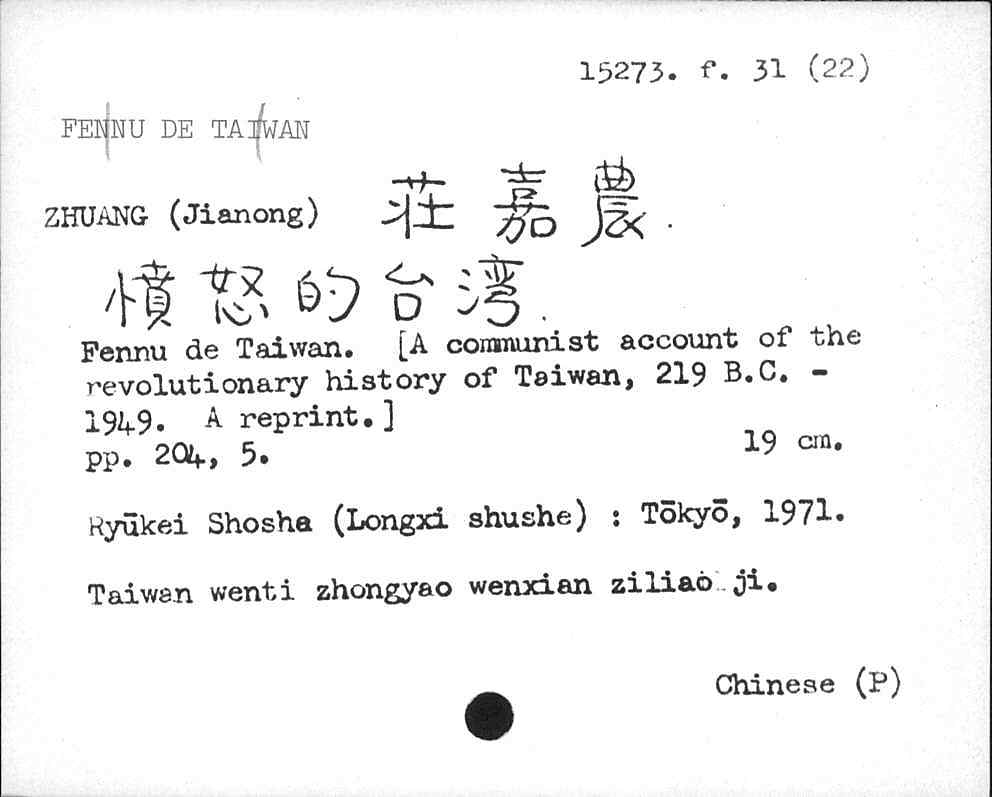 15273. f. 31 (22)
FENNU DE TAIWAN
ZHUANG (Jianong) 莊嘉農.
憤怒的台湾.
Fennu de Taiwan. [A communist account of the
revolutionary history of Taiwan, 219 B.C. -
1949. A reprint.]
pp. 204, 5. 19 cm.
Ryūkei Shosha (Longxi shushe) : Tōkyō, 1971.
Taiwan wenti zhongyao wenxian ziliao ji.
Chinese (P)